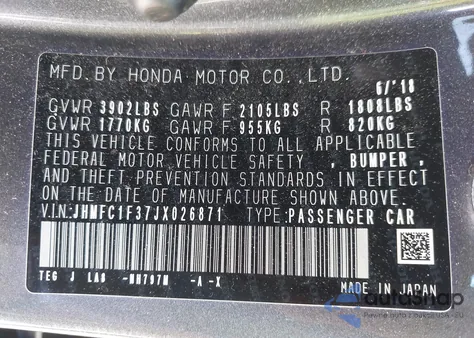 MFD. BY HONDA MOTOR CO., LTD. 6/'18
GVWR 3902LBS GAWR F 2105LBS R 1808LBS
GVWR 1770KG GAWR F 955KG R 820KG
THIS VEHICLE CONFORMS TO ALL APPLICABLE
FEDERAL MOTOR VEHICLE SAFETY , BUMPER ,
AND THEFT PREVENTION STANDARDS IN EFFECT
ON THE DATE OF MANUFACTURE SHOWN ABOVE.
V.I.N: JHMFC1F37JX026871 TYPE: PASSENGER CAR
TEG J LA8 -NH797M -A -X
MADE IN JAPAN
autoshop